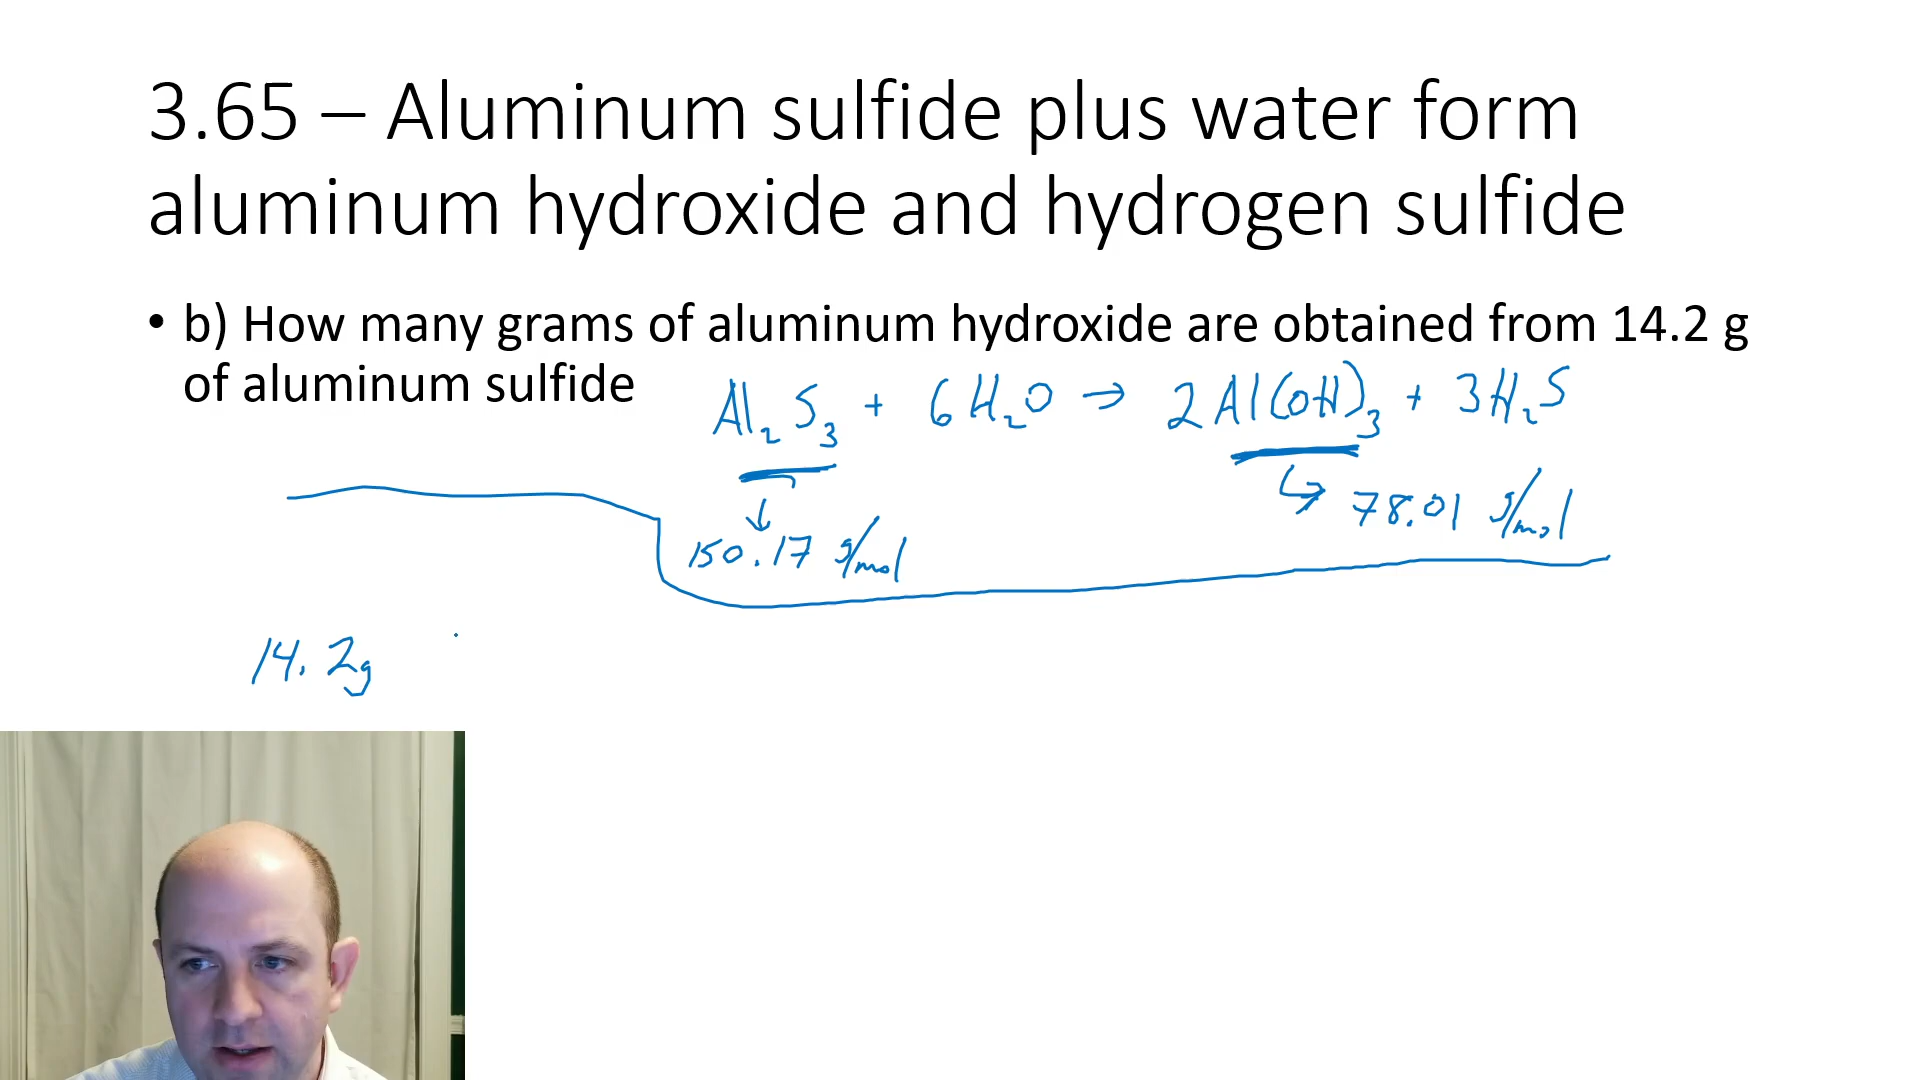 3.65 – Aluminum sulfide plus water form
aluminum hydroxide and hydrogen sulfide
• b) How many grams of aluminum hydroxide are obtained from 14.2 g
of aluminum sulfide
Al₂S₃ + 6H₂O → 2Al(OH)₃ + 3H₂S
↓
↳ 78.01 g/mol
150.17 g/mol
14.2g